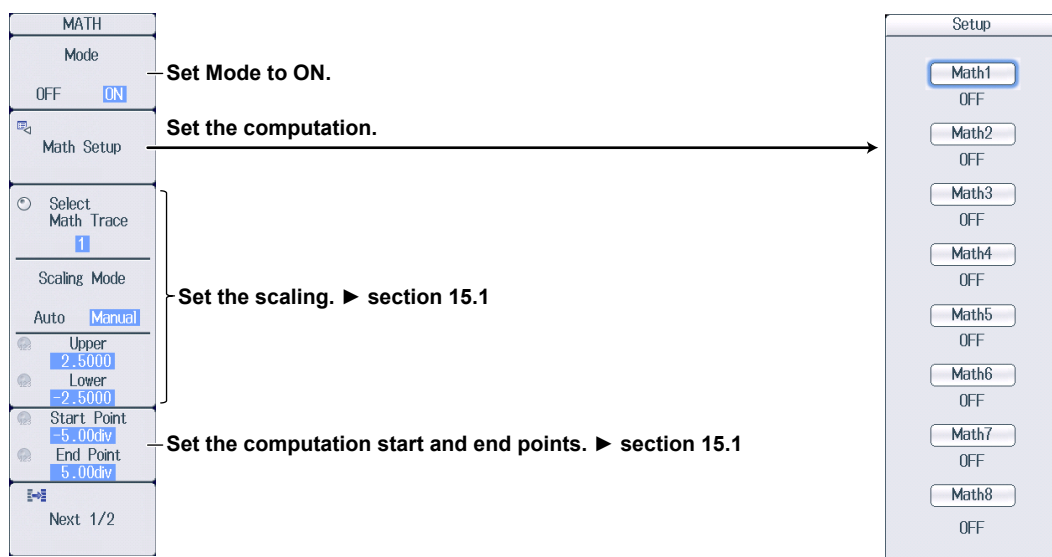 MATH
Mode
OFF ON
Set Mode to ON.
Math Setup
Set the computation.
Select
Math Trace
1
Scaling Mode
Auto Manual
Upper
2.5000
Lower
-2.5000
Set the scaling. ► section 15.1
Start Point
-5.00div
End Point
5.00div
Set the computation start and end points. ► section 15.1
Next 1/2
Setup
Math1
OFF
Math2
OFF
Math3
OFF
Math4
OFF
Math5
OFF
Math6
OFF
Math7
OFF
Math8
OFF